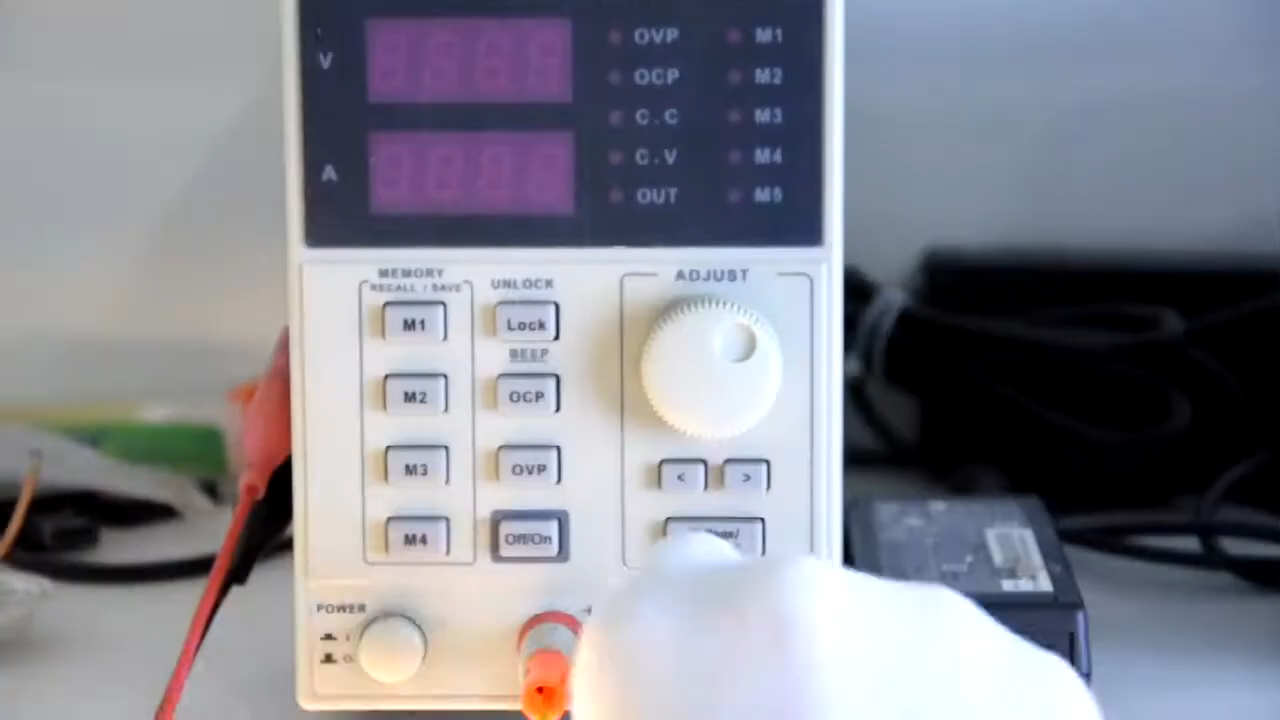 V
A
OVP M1
OCP M2
C.C M3
C.V M4
OUT M5
MEMORY
RECALL / SAVE
UNLOCK
ADJUST
M1
Lock
BEEP
M2
OCP
M3
OVP
< >
M4
Off/On
POWER
I
O
+